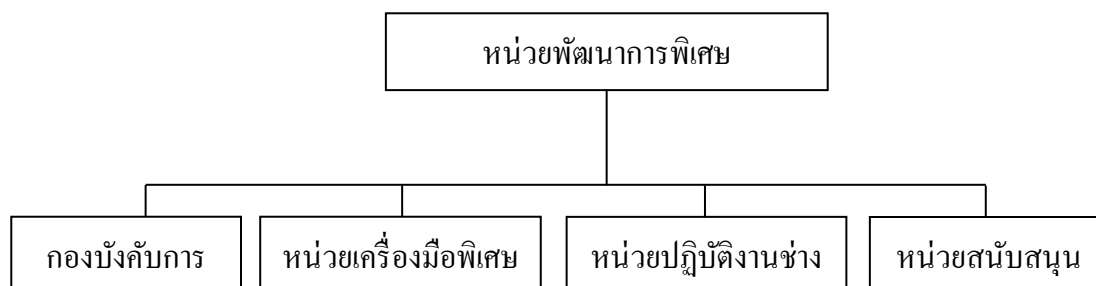 หน่วยพัฒนาการพิเศษ
กองบังคับการ
หน่วยเครื่องมือพิเศษ
หน่วยปฏิบัติงานช่าง
หน่วยสนับสนุน